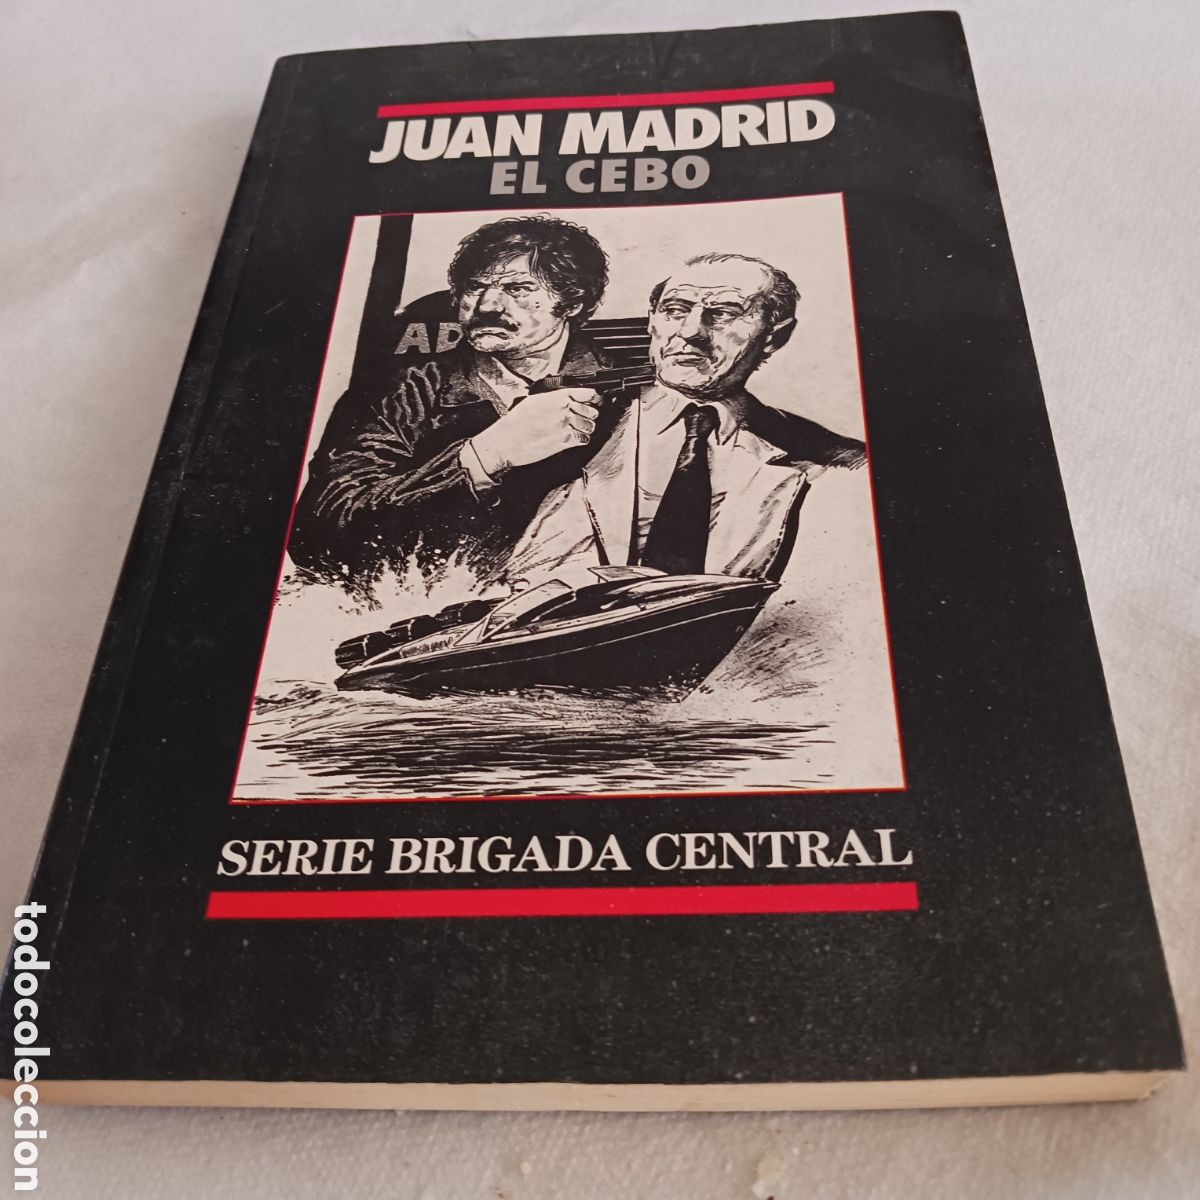 JUAN MADRID
EL CEBO
AD
SERIE BRIGADA CENTRAL
todocoleccion